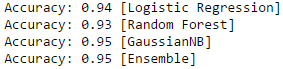 Accuracy: 0.94 [Logistic Regression]
Accuracy: 0.93 [Random Forest]
Accuracy: 0.95 [GaussianNB]
Accuracy: 0.95 [Ensemble]